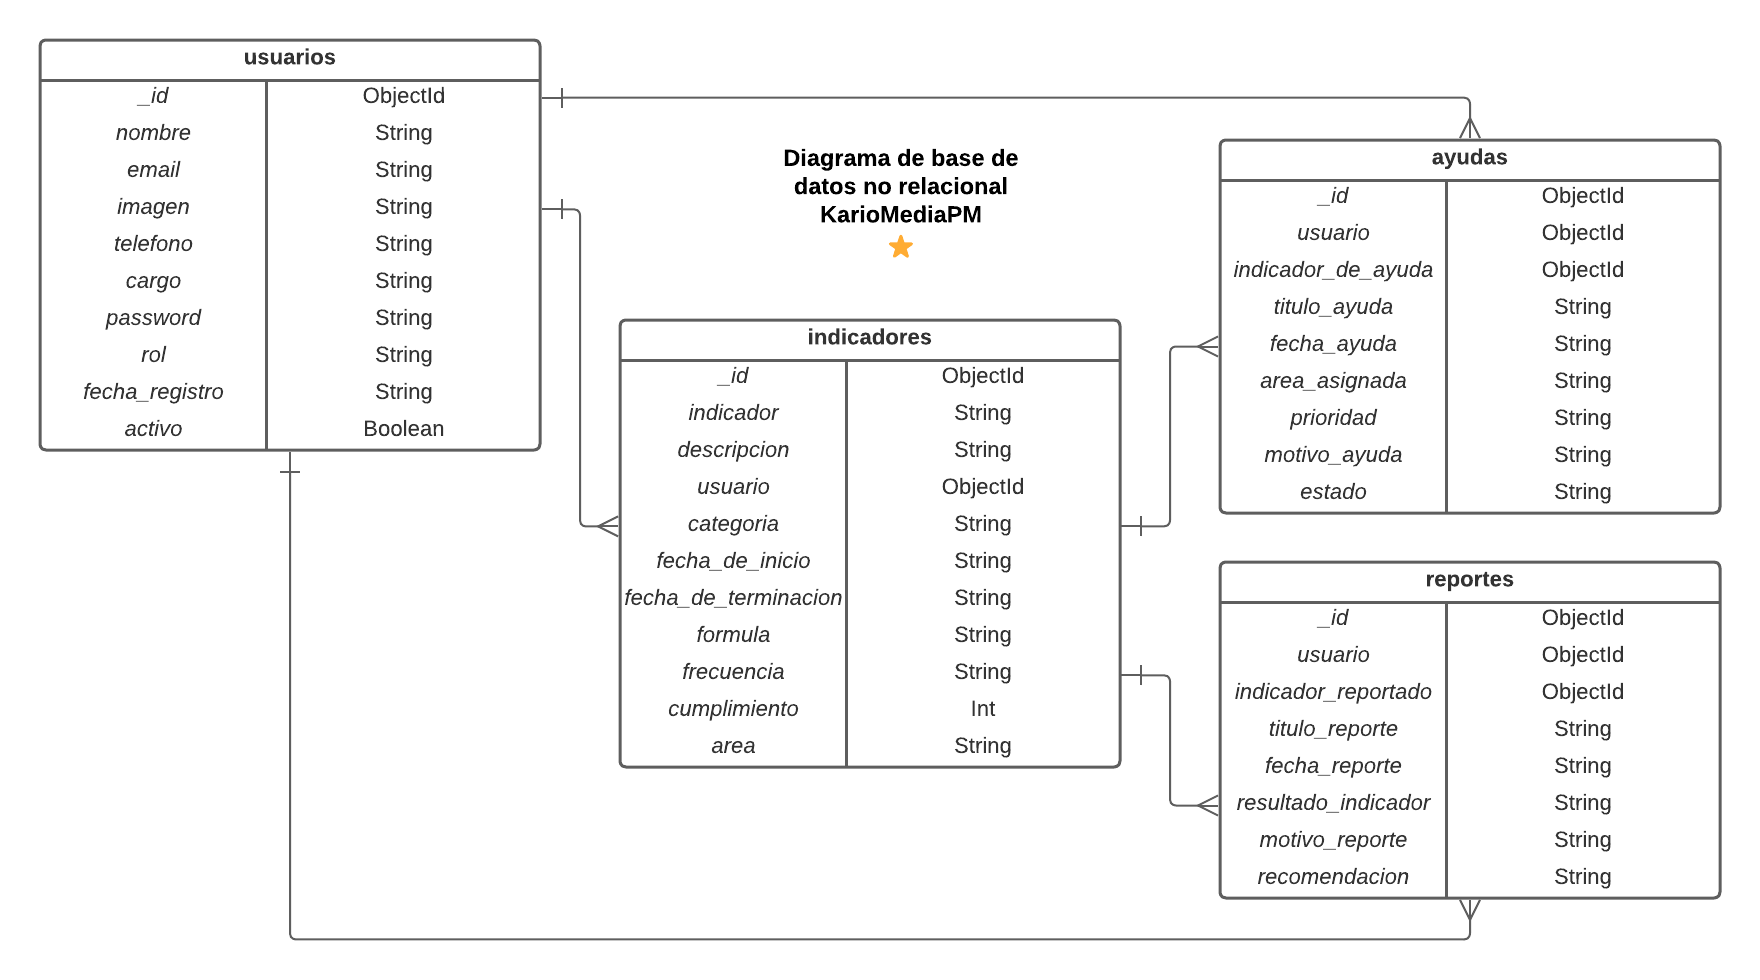 usuarios
_id ObjectId
nombre String
email String
imagen String
telefono String
cargo String
password String
rol String
fecha_registro String
activo Boolean
Diagrama de base de
datos no relacional
KarioMediaPM
indicadores
_id ObjectId
indicador String
descripcion String
usuario ObjectId
categoria String
fecha_de_inicio String
fecha_de_terminacion String
formula String
frecuencia String
cumplimiento Int
area String
ayudas
_id ObjectId
usuario ObjectId
indicador_de_ayuda ObjectId
titulo_ayuda String
fecha_ayuda String
area_asignada String
prioridad String
motivo_ayuda String
estado String
reportes
_id ObjectId
usuario ObjectId
indicador_reportado ObjectId
titulo_reporte String
fecha_reporte String
resultado_indicador String
motivo_reporte String
recomendacion String